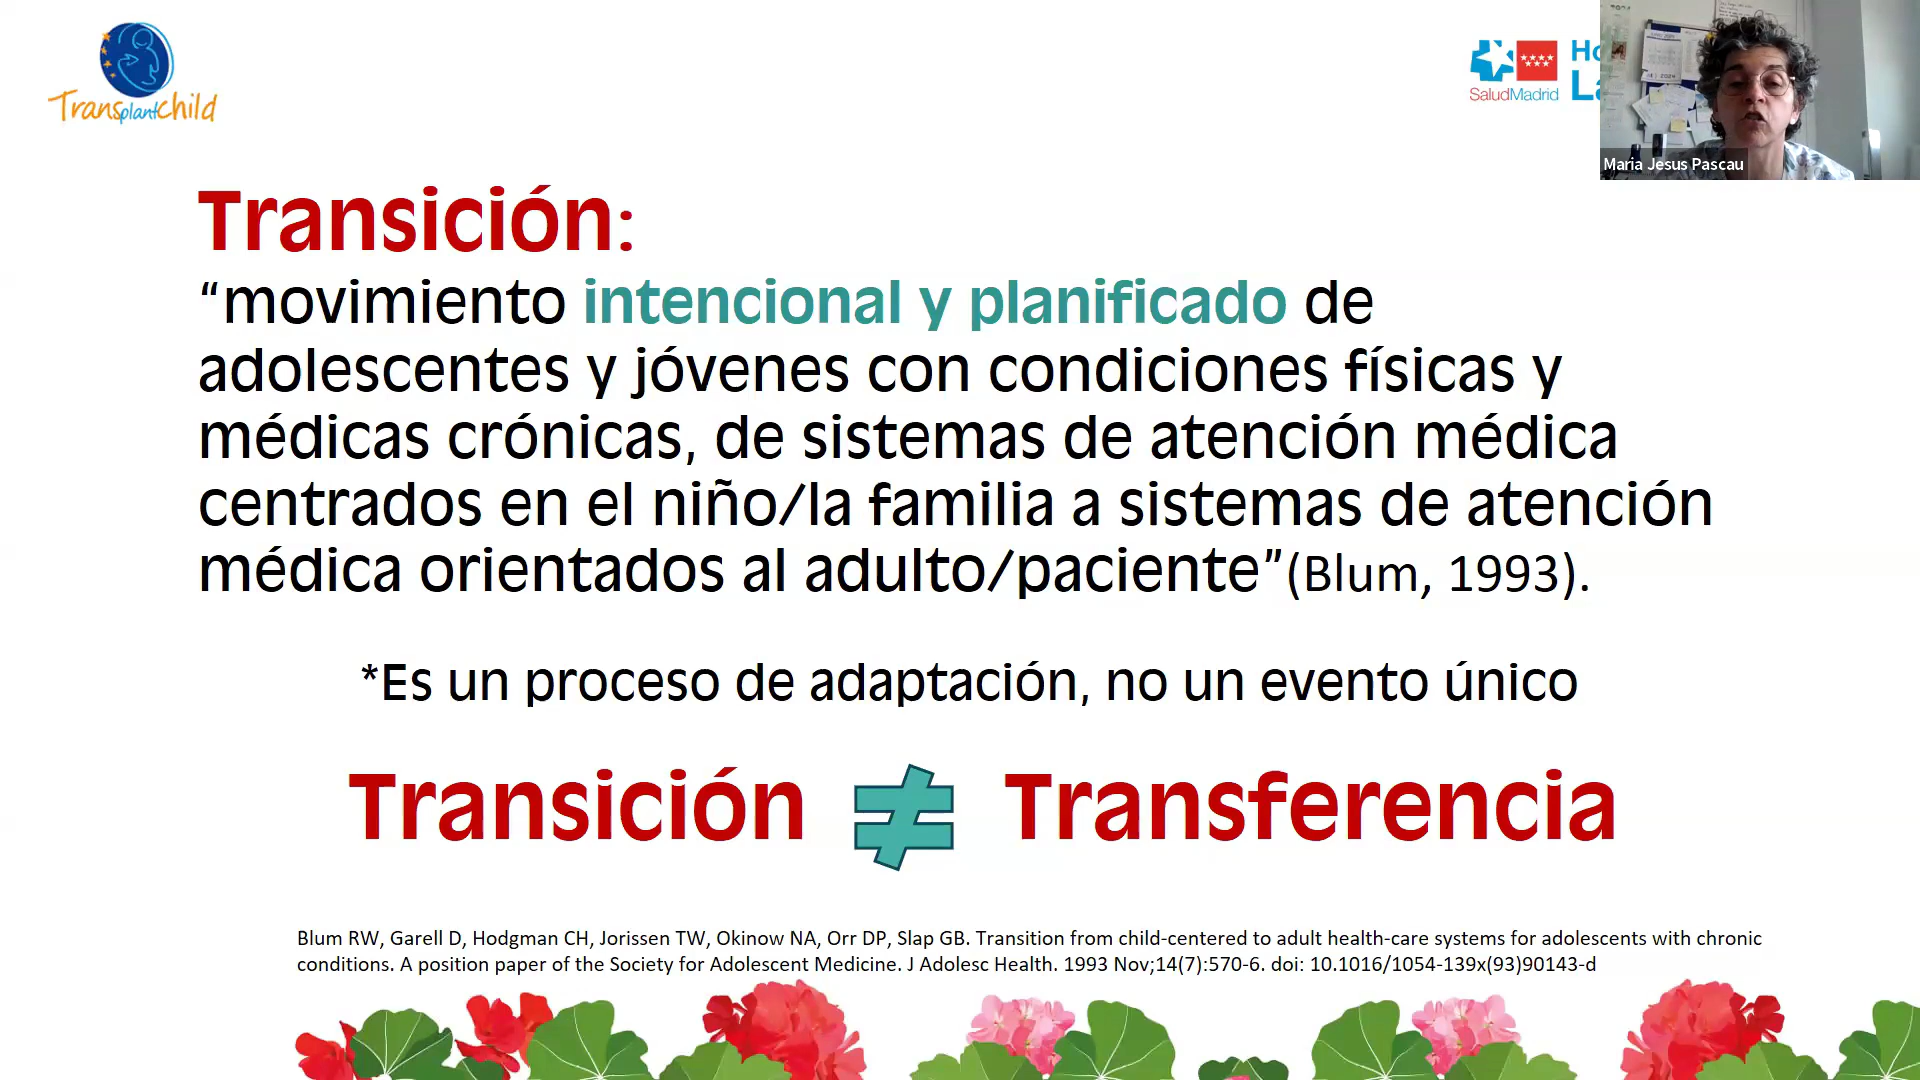 Transplantchild
SaludMadrid
Maria Jesus Pascau
Transición:
“movimiento intencional y planificado de
adolescentes y jóvenes con condiciones físicas y
médicas crónicas, de sistemas de atención médica
centrados en el niño/la familia a sistemas de atención
médica orientados al adulto/paciente”(Blum, 1993).
*Es un proceso de adaptación, no un evento único
Transición ≠ Transferencia
Blum RW, Garell D, Hodgman CH, Jorissen TW, Okinow NA, Orr DP, Slap GB. Transition from child-centered to adult health-care systems for adolescents with chronic
conditions. A position paper of the Society for Adolescent Medicine. J Adolesc Health. 1993 Nov;14(7):570-6. doi: 10.1016/1054-139x(93)90143-d